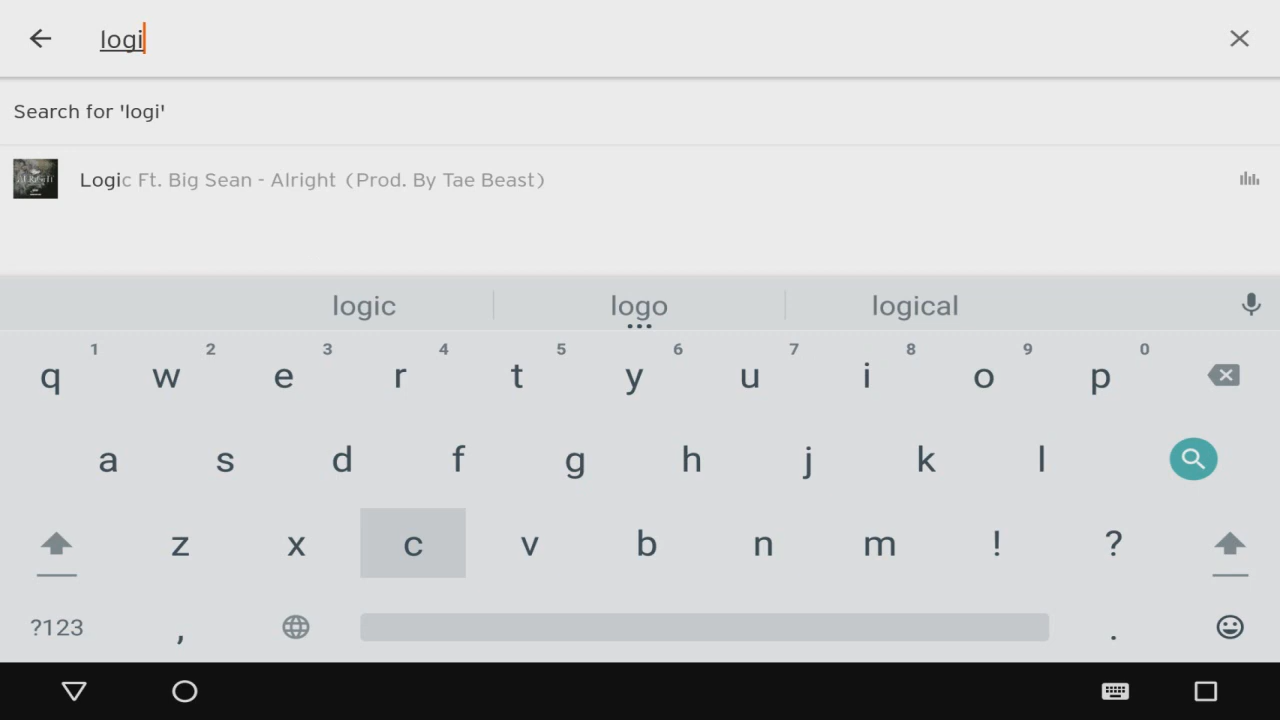 logi
Search for 'logi'
Logic Ft. Big Sean - Alright (Prod. By Tae Beast)
logic logo logical
1 2 3 4 5 6 7 8 9 0
q w e r t y u i o p
a s d f g h j k l
z x c v b n m ! ?
?123 , .